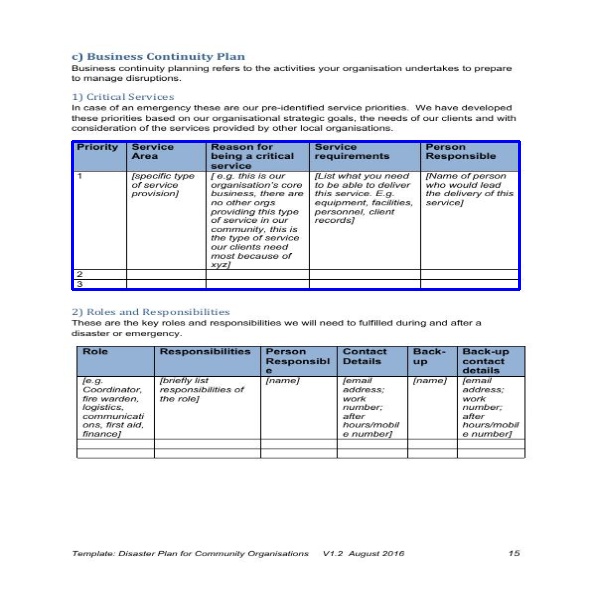 c) Business Continuity Plan
Business continuity planning refers to the activities your organisation undertakes to prepare
to manage disruptions.
1) Critical Services
In case of an emergency these are our pre-identified service priorities. We have developed
these priorities based on our organisational strategic goals, the needs of our clients and with
consideration of the services provided by other local organisations.
Priority
Service
Area
Reason for
being a critical
service
Service
requirements
Person
Responsible
1
[specific type
of service
provision]
[ e.g. this is our
organisation's core
business, there are
no other orgs
providing this type
of service in our
community, this is
the type of service
our clients need
most because of
xyz]
[List what you need
to be able to deliver
this service. E.g.
equipment, facilities,
personnel, client
records]
[Name of person
who would lead
the delivery of this
service]
2
3
2) Roles and Responsibilities
These are the key roles and responsibilities we will need to fulfilled during and after a
disaster or emergency.
Role
Responsibilities
Person
Responsibl
e
Contact
Details
Back-
up
Back-up
contact
details
[e.g.
Coordinator,
fire warden,
logistics,
communicati
ons, first aid,
finance]
[briefly list
responsibilities of
the role]
[name]
[email
address;
work
number;
after
hours/mobil
e number]
[name]
[email
address;
work
number;
after
hours/mobil
e number]
Template: Disaster Plan for Community Organisations V1.2 August 2016 15